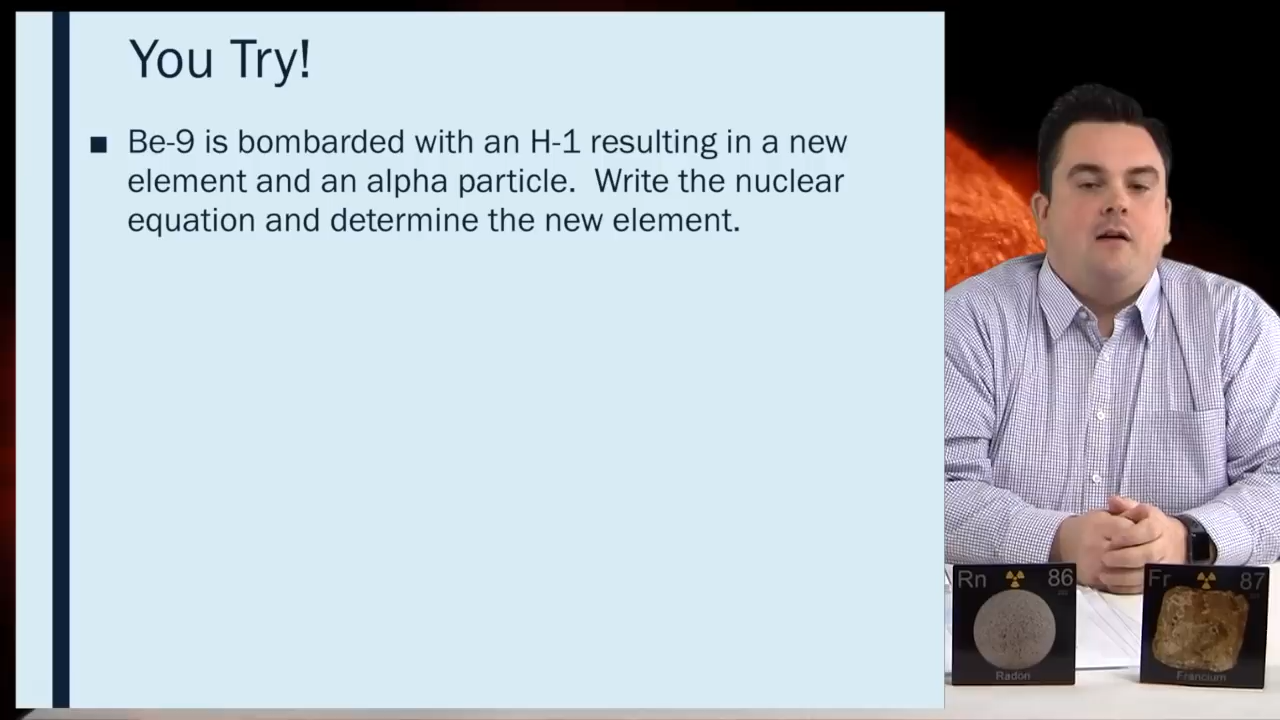 You Try!
■ Be-9 is bombarded with an H-1 resulting in a new
element and an alpha particle. Write the nuclear
equation and determine the new element.
Rn 86
Radon
Fr 87
Francium